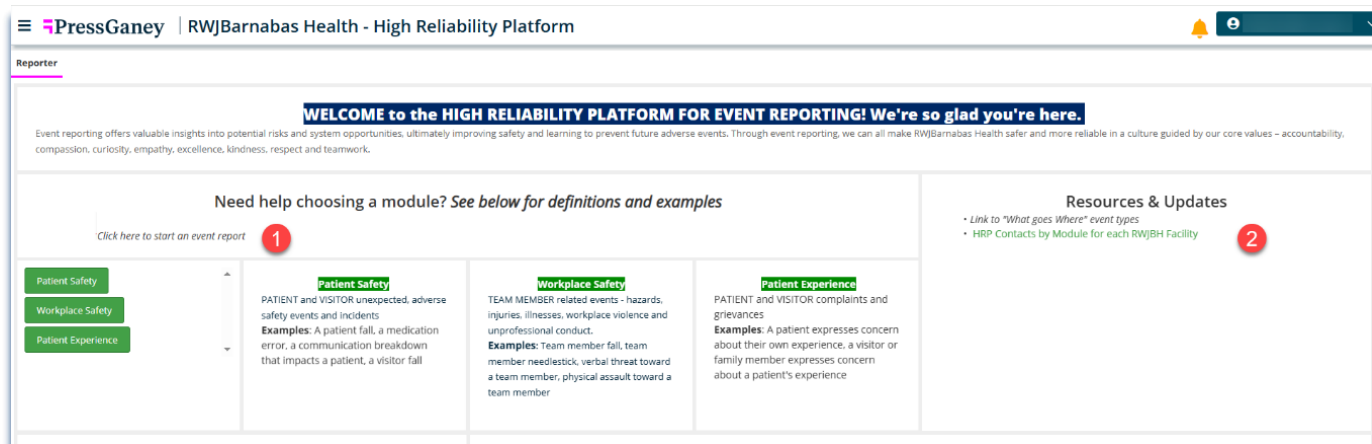 PressGaney RWJBarnabas Health - High Reliability Platform
Reporter
WELCOME to the HIGH RELIABILITY PLATFORM FOR EVENT REPORTING! We're so glad you're here.
Event reporting offers valuable insights into potential risks and system opportunities, ultimately improving safety and learning to prevent future adverse events. Through event reporting, we can all make RWJBarnabas Health safer and more reliable in a culture guided by our core values – accountability,
compassion, curiosity, empathy, excellence, kindness, respect and teamwork.
Need help choosing a module? See below for definitions and examples
Click here to start an event report
1
Resources & Updates
• Link to "What goes Where" event types
• HRP Contacts by Module for each RWJBH Facility
2
Patient Safety
Workplace Safety
Patient Experience
Patient Safety
PATIENT and VISITOR unexpected, adverse
safety events and incidents
Examples: A patient fall, a medication
error, a communication breakdown
that impacts a patient, a visitor fall
Workplace Safety
TEAM MEMBER related events - hazards,
injuries, illnesses, workplace violence and
unprofessional conduct.
Examples: Team member fall, team
member needlestick, verbal threat toward
a team member, physical assault toward a
team member
Patient Experience
PATIENT and VISITOR complaints and
grievances
Examples: A patient expresses concern
about their own experience, a visitor or
family member expresses concern
about a patient's experience